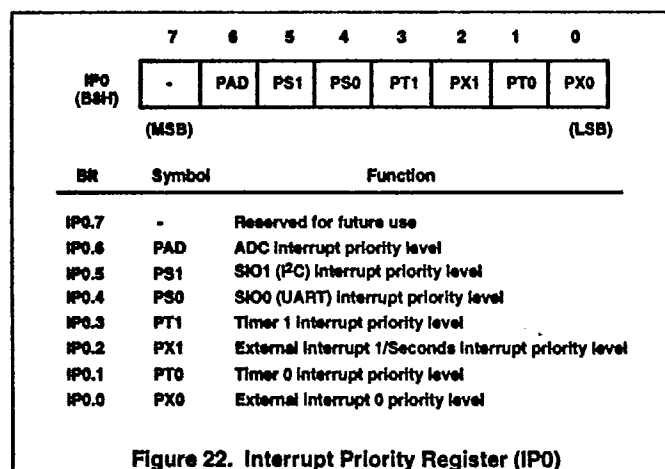 7 6 5 4 3 2 1 0
IP0 - PAD PS1 PS0 PT1 PX1 PT0 PX0
(B8H)
(MSB) (LSB)
Bit Symbol Function
IP0.7 - Reserved for future use
IP0.6 PAD ADC interrupt priority level
IP0.5 PS1 SIO1 (I²C) interrupt priority level
IP0.4 PS0 SIO0 (UART) interrupt priority level
IP0.3 PT1 Timer 1 interrupt priority level
IP0.2 PX1 External interrupt 1/Seconds interrupt priority level
IP0.1 PT0 Timer 0 interrupt priority level
IP0.0 PX0 External interrupt 0 priority level
Figure 22. Interrupt Priority Register (IP0)